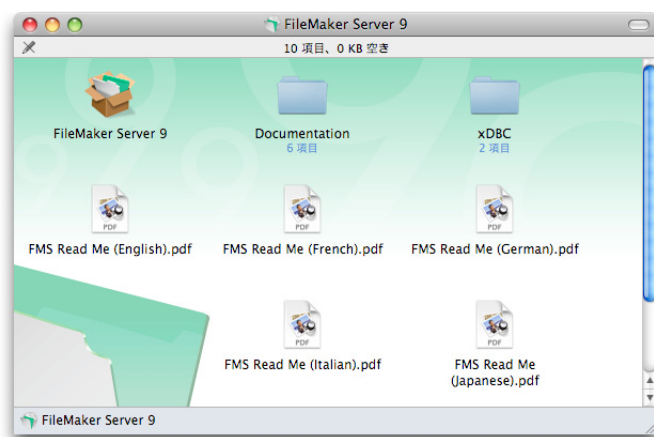 FileMaker Server 9
10 項目、0 KB 空き
FileMaker Server 9
Documentation
6 項目
xDBC
2 項目
PDF
PDF
PDF
FMS Read Me (English).pdf
FMS Read Me (French).pdf
FMS Read Me (German).pdf
PDF
PDF
FMS Read Me (Italian).pdf
FMS Read Me
(Japanese).pdf
FileMaker Server 9